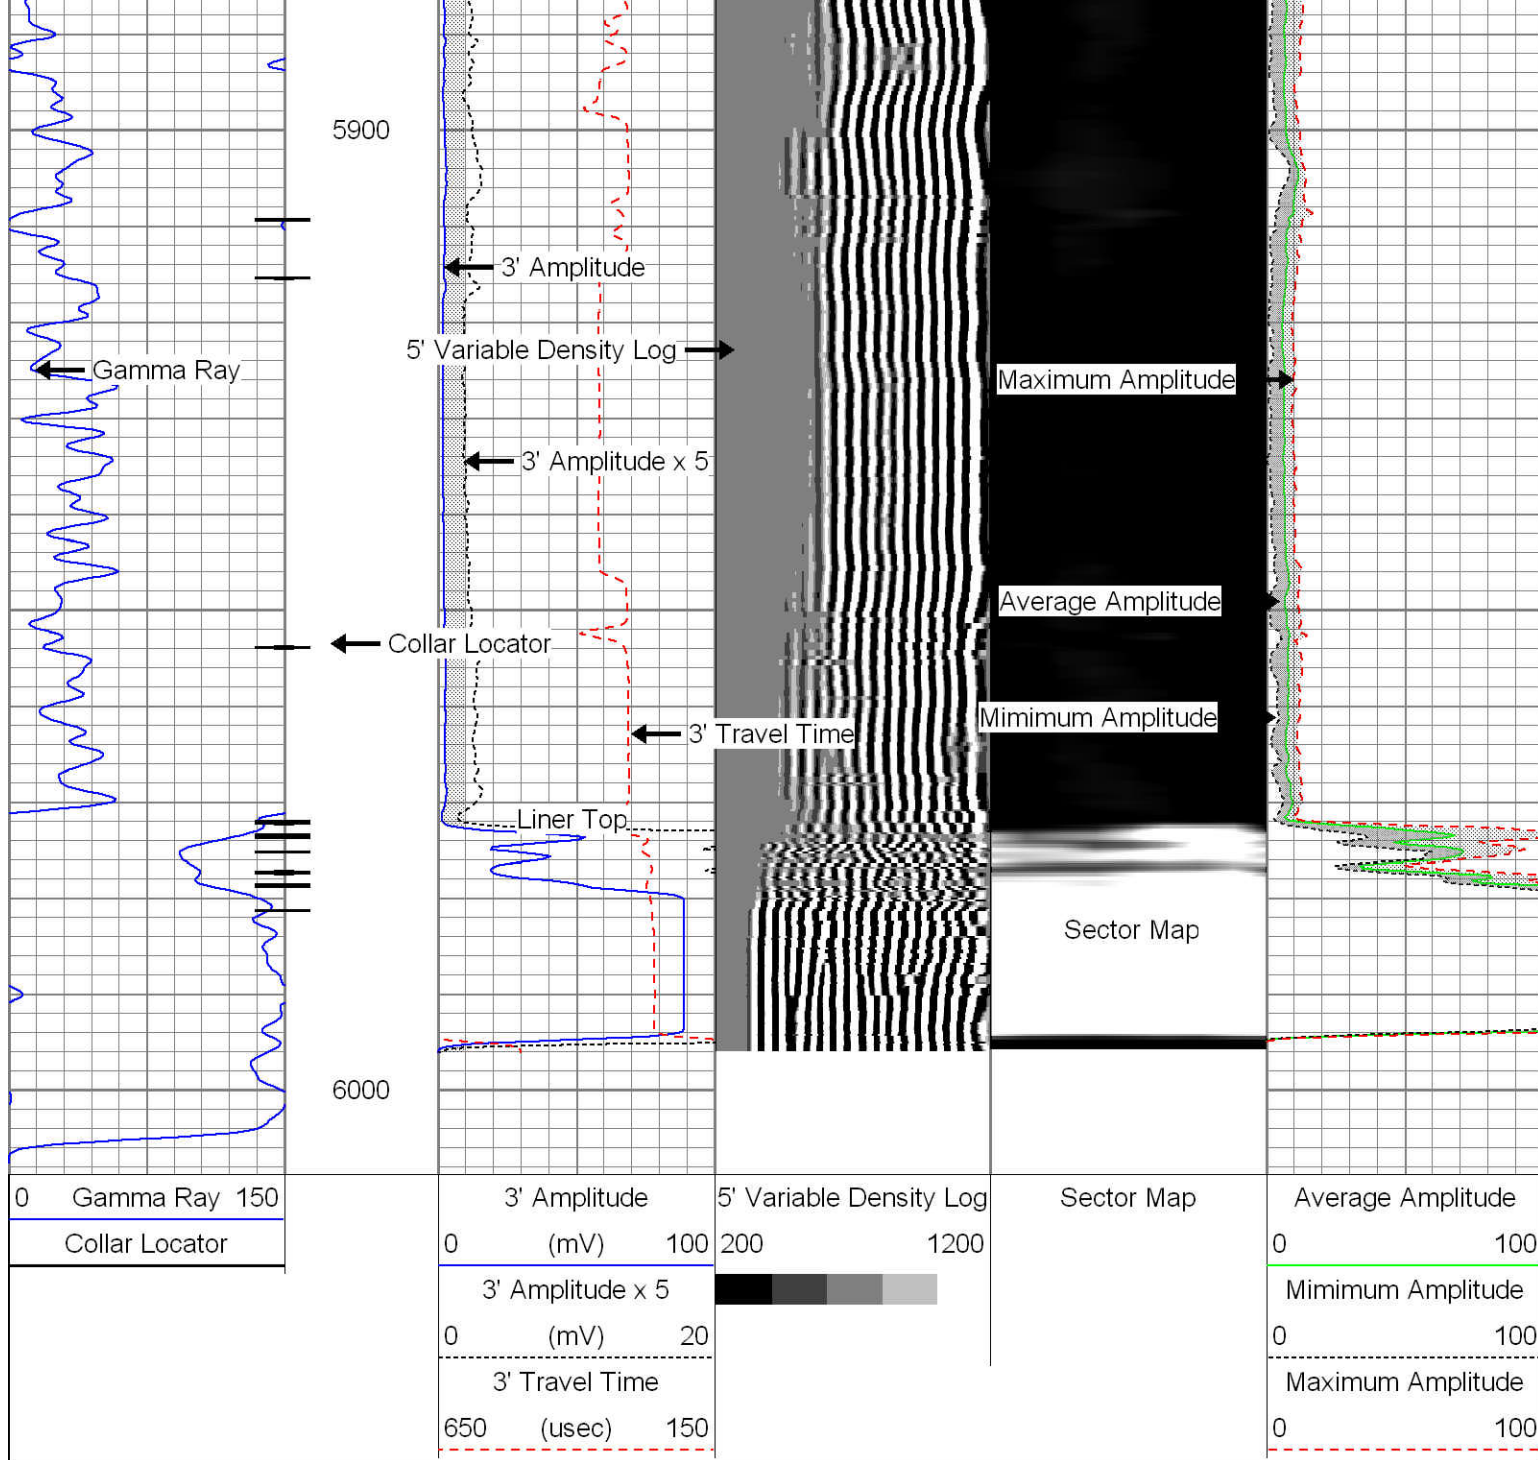 5900
3' Amplitude
5' Variable Density Log
Gamma Ray
Maximum Amplitude
3' Amplitude x 5
Average Amplitude
Collar Locator
Mimimum Amplitude
3' Travel Time
Liner Top
Sector Map
6000
0 Gamma Ray 150
Collar Locator
3' Amplitude
0 (mV) 100
3' Amplitude x 5
0 (mV) 20
3' Travel Time
650 (usec) 150
5' Variable Density Log
200 1200
Sector Map
Average Amplitude
0 100
Mimimum Amplitude
0 100
Maximum Amplitude
0 100